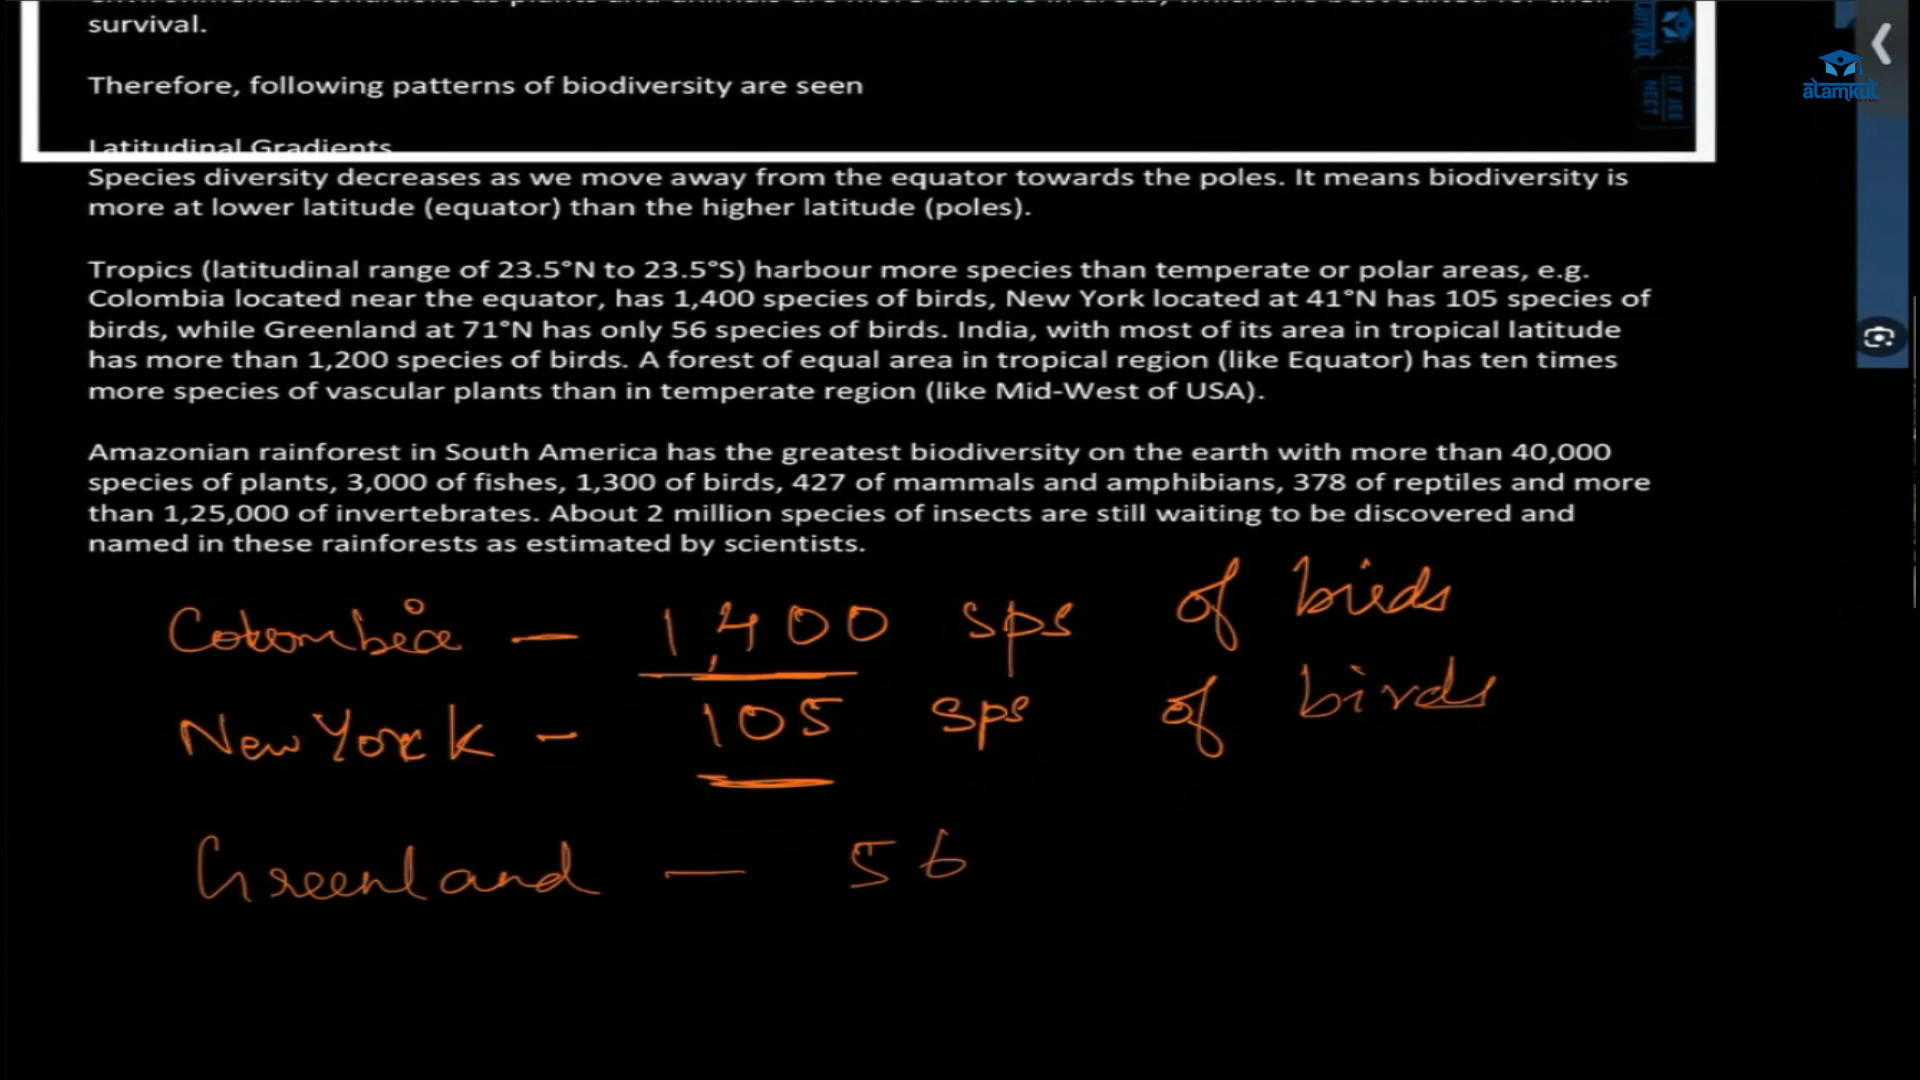 survival.
Therefore, following patterns of biodiversity are seen
Latitudinal Gradients
Species diversity decreases as we move away from the equator towards the poles. It means biodiversity is
more at lower latitude (equator) than the higher latitude (poles).
Tropics (latitudinal range of 23.5°N to 23.5°S) harbour more species than temperate or polar areas, e.g.
Colombia located near the equator, has 1,400 species of birds, New York located at 41°N has 105 species of
birds, while Greenland at 71°N has only 56 species of birds. India, with most of its area in tropical latitude
has more than 1,200 species of birds. A forest of equal area in tropical region (like Equator) has ten times
more species of vascular plants than in temperate region (like Mid-West of USA).
Amazonian rainforest in South America has the greatest biodiversity on the earth with more than 40,000
species of plants, 3,000 of fishes, 1,300 of birds, 427 of mammals and amphibians, 378 of reptiles and more
than 1,25,000 of invertebrates. About 2 million species of insects are still waiting to be discovered and
named in these rainforests as estimated by scientists.
Colombia — 1,400 sps of birds
New York - 105 sps of birds
Greenland — 56
aTamkut
IIT JEE
NEET